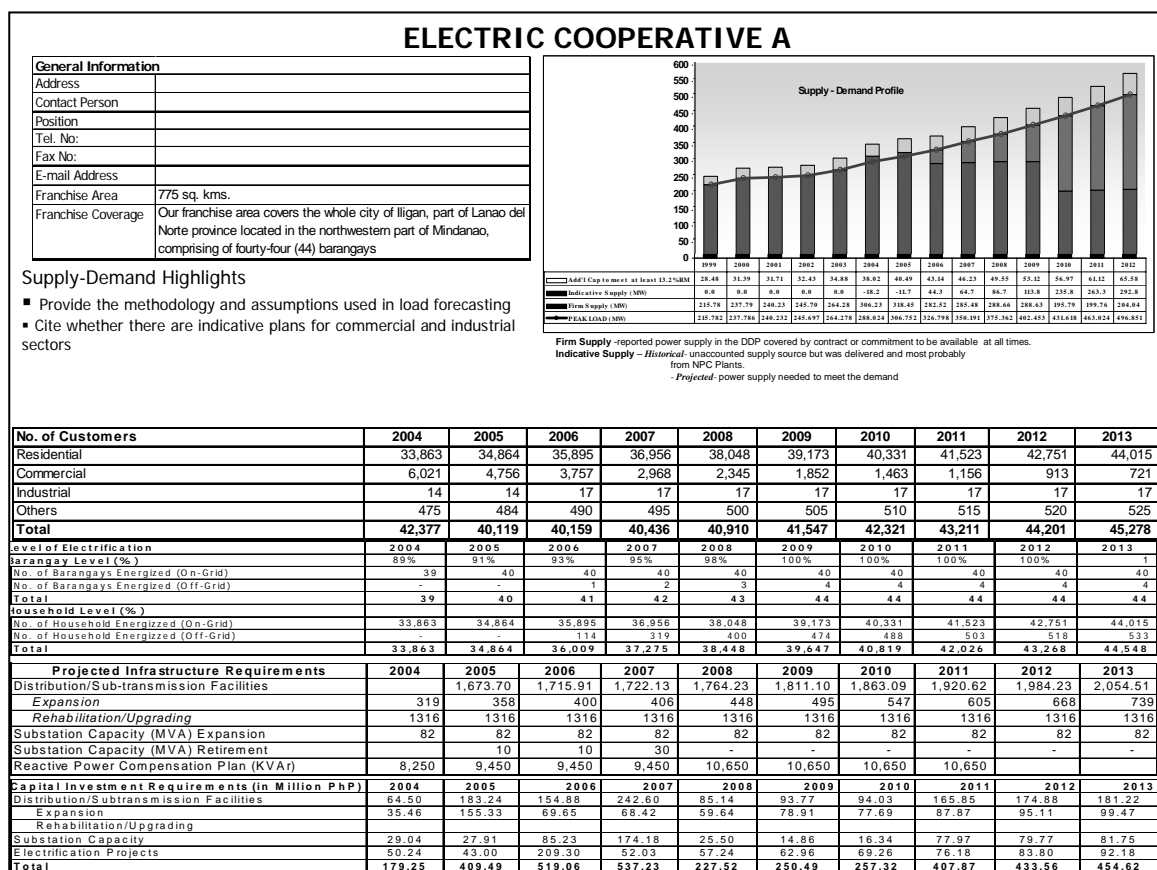 ELECTRIC COOPERATIVE A
General Information
Address
Contact Person
Position
Tel. No:
Fax No:
E-mail Address
Franchise Area 775 sq. kms.
Franchise Coverage Our franchise area covers the whole city of Iligan, part of Lanao del
Norte province located in the northwestern part of Mindanao,
comprising of fourty-four (44) barangays
Supply-Demand Highlights
▪ Provide the methodology and assumptions used in load forecasting
▪ Cite whether there are indicative plans for commercial and industrial
sectors
Supply - Demand Profile
600
550
500
450
400
350
300
250
200
150
100
50
0
1999 2000 2001 2002 2003 2004 2005 2006 2007 2008 2009 2010 2011 2012
Add'l Cap to meet at least 13.2%RM 28.48 31.39 31.71 32.43 34.88 38.02 40.49 43.14 46.23 49.55 53.12 56.97 61.12 65.58
Indicative Supply (MW) 0.0 0.0 0.0 0.0 0.0 -18.2 -11.7 44.3 64.7 86.7 113.8 235.8 263.3 292.8
Firm Supply (MW) 215.78 237.79 240.23 245.70 264.28 306.23 318.45 282.52 285.48 288.66 288.63 195.79 199.76 204.04
PEAK LOAD (MW) 215.782 237.786 240.232 245.697 264.278 288.024 306.752 326.798 350.191 375.362 402.453 431.618 463.024 496.851
Firm Supply -reported power supply in the DDP covered by contract or commitment to be available at all times.
Indicative Supply – Historical- unaccounted supply source but was delivered and most probably
from NPC Plants.
- Projected- power supply needed to meet the demand
No. of Customers 2004 2005 2006 2007 2008 2009 2010 2011 2012 2013
Residential 33,863 34,864 35,895 36,956 38,048 39,173 40,331 41,523 42,751 44,015
Commercial 6,021 4,756 3,757 2,968 2,345 1,852 1,463 1,156 913 721
Industrial 14 14 17 17 17 17 17 17 17 17
Others 475 484 490 495 500 505 510 515 520 525
Total 42,377 40,119 40,159 40,436 40,910 41,547 42,321 43,211 44,201 45,278
Level of Electrification 2004 2005 2006 2007 2008 2009 2010 2011 2012 2013
Barangay Level (%) 89% 91% 93% 95% 98% 100% 100% 100% 100% 1
No. of Barangays Energized (On-Grid) 39 40 40 40 40 40 40 40 40 40
No. of Barangays Energized (Off-Grid) - - 1 2 3 4 4 4 4 4
Total 39 40 41 42 43 44 44 44 44 44
Household Level (%)
No. of Household Energizzed (On-Grid) 33,863 34,864 35,895 36,956 38,048 39,173 40,331 41,523 42,751 44,015
No. of Household Energizzed (Off-Grid) - - 114 319 400 474 488 503 518 533
Total 33,863 34,864 36,009 37,275 38,448 39,647 40,819 42,026 43,268 44,548
Projected Infrastructure Requirements 2004 2005 2006 2007 2008 2009 2010 2011 2012 2013
Distribution/Sub-transmission Facilities 1,673.70 1,715.91 1,722.13 1,764.23 1,811.10 1,863.09 1,920.62 1,984.23 2,054.51
Expansion 319 358 400 406 448 495 547 605 668 739
Rehabilitation/Upgrading 1316 1316 1316 1316 1316 1316 1316 1316 1316 1316
Substation Capacity (MVA) Expansion 82 82 82 82 82 82 82 82 82 82
Substation Capacity (MVA) Retirement 10 10 30 - - - - - -
Reactive Power Compensation Plan (KVAr) 8,250 9,450 9,450 9,450 10,650 10,650 10,650 10,650
Capital Investment Requirements (in Million PhP) 2004 2005 2006 2007 2008 2009 2010 2011 2012 2013
Distribution/Subtransmission Facilities 64.50 183.24 154.88 242.60 85.14 93.77 94.03 165.85 174.88 181.22
Expansion 35.46 155.33 69.65 68.42 59.64 78.91 77.69 87.87 95.11 99.47
Rehabilitation/Upgrading
Substation Capacity 29.04 27.91 85.23 174.18 25.50 14.86 16.34 77.97 79.77 81.75
Electrification Projects 50.24 43.00 209.30 52.03 57.24 62.96 69.26 76.18 83.80 92.18
Total 179.25 409.49 519.06 537.23 227.52 250.49 257.32 407.87 433.56 454.62